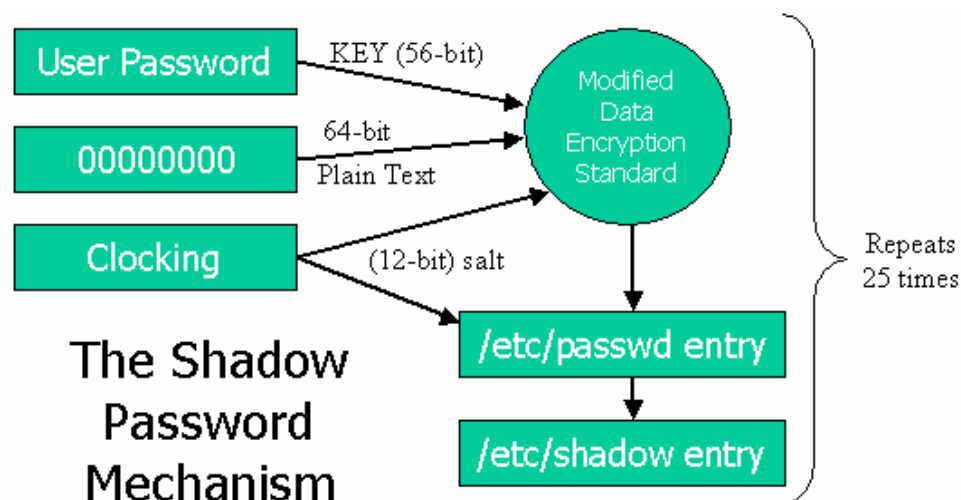 User Password
KEY (56-bit)
Modified
Data
Encryption
Standard
00000000
64-bit
Plain Text
Clocking
(12-bit) salt
Repeats
25 times
/etc/passwd entry
/etc/shadow entry
The Shadow
Password
Mechanism